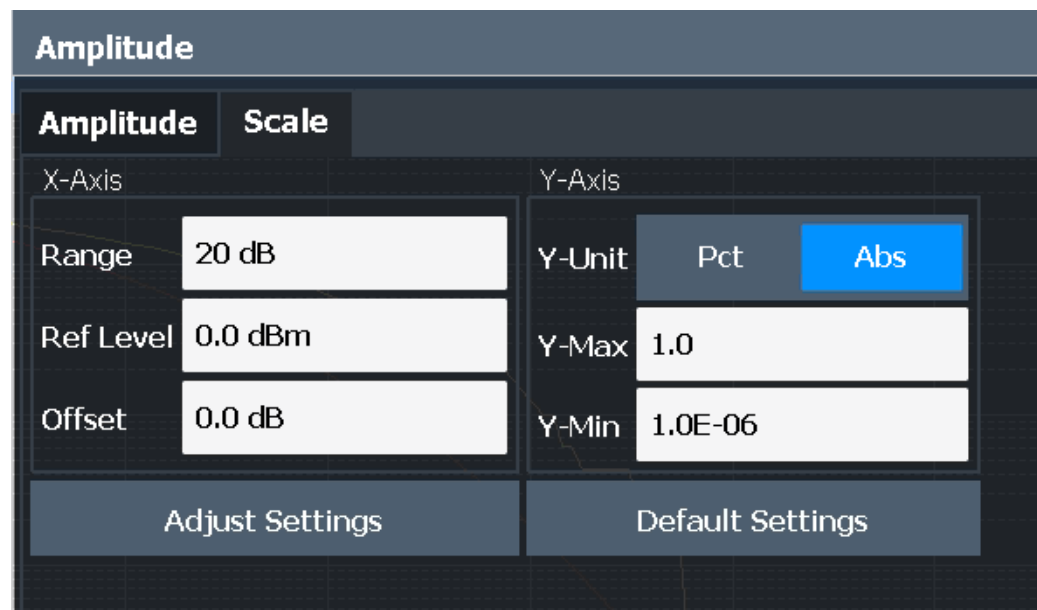 Amplitude
Amplitude Scale
X-Axis Y-Axis
Range 20 dB Y-Unit Pct Abs
Ref Level 0.0 dBm Y-Max 1.0
Offset 0.0 dB Y-Min 1.0E-06
Adjust Settings Default Settings